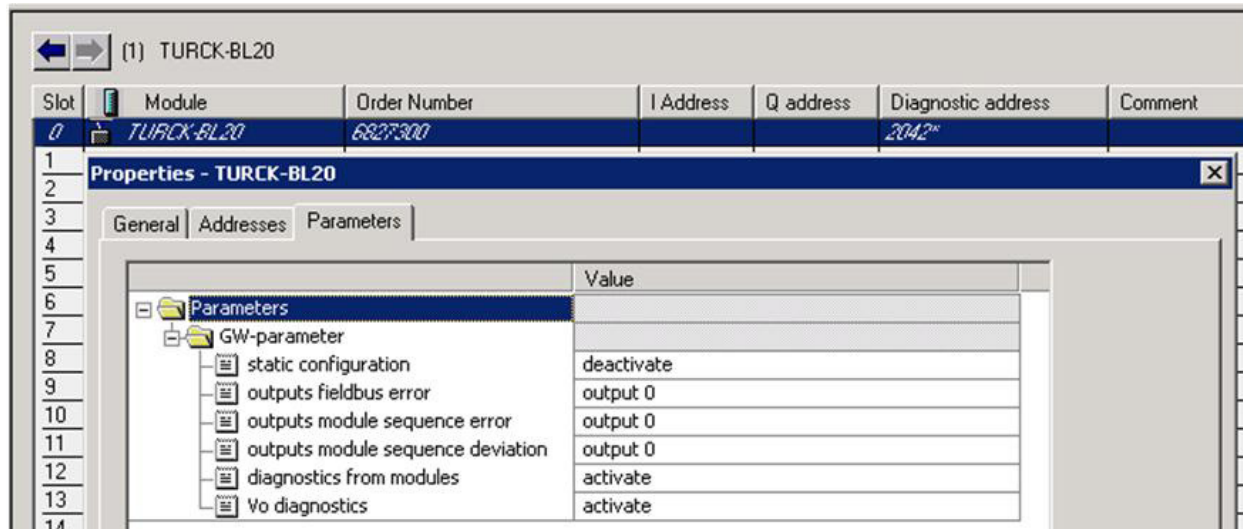 (1) TURCK-BL20
Slot Module Order Number I Address Q address Diagnostic address Comment
0 TURCK-BL20 6827300 2042*
1
Properties - TURCK-BL20
2
3
General Addresses Parameters
4
5
Value
6
Parameters
7
GW-parameter
8
static configuration deactivate
9
outputs fieldbus error output 0
10
outputs module sequence error output 0
11
outputs module sequence deviation output 0
12
diagnostics from modules activate
13
Vo diagnostics activate
14